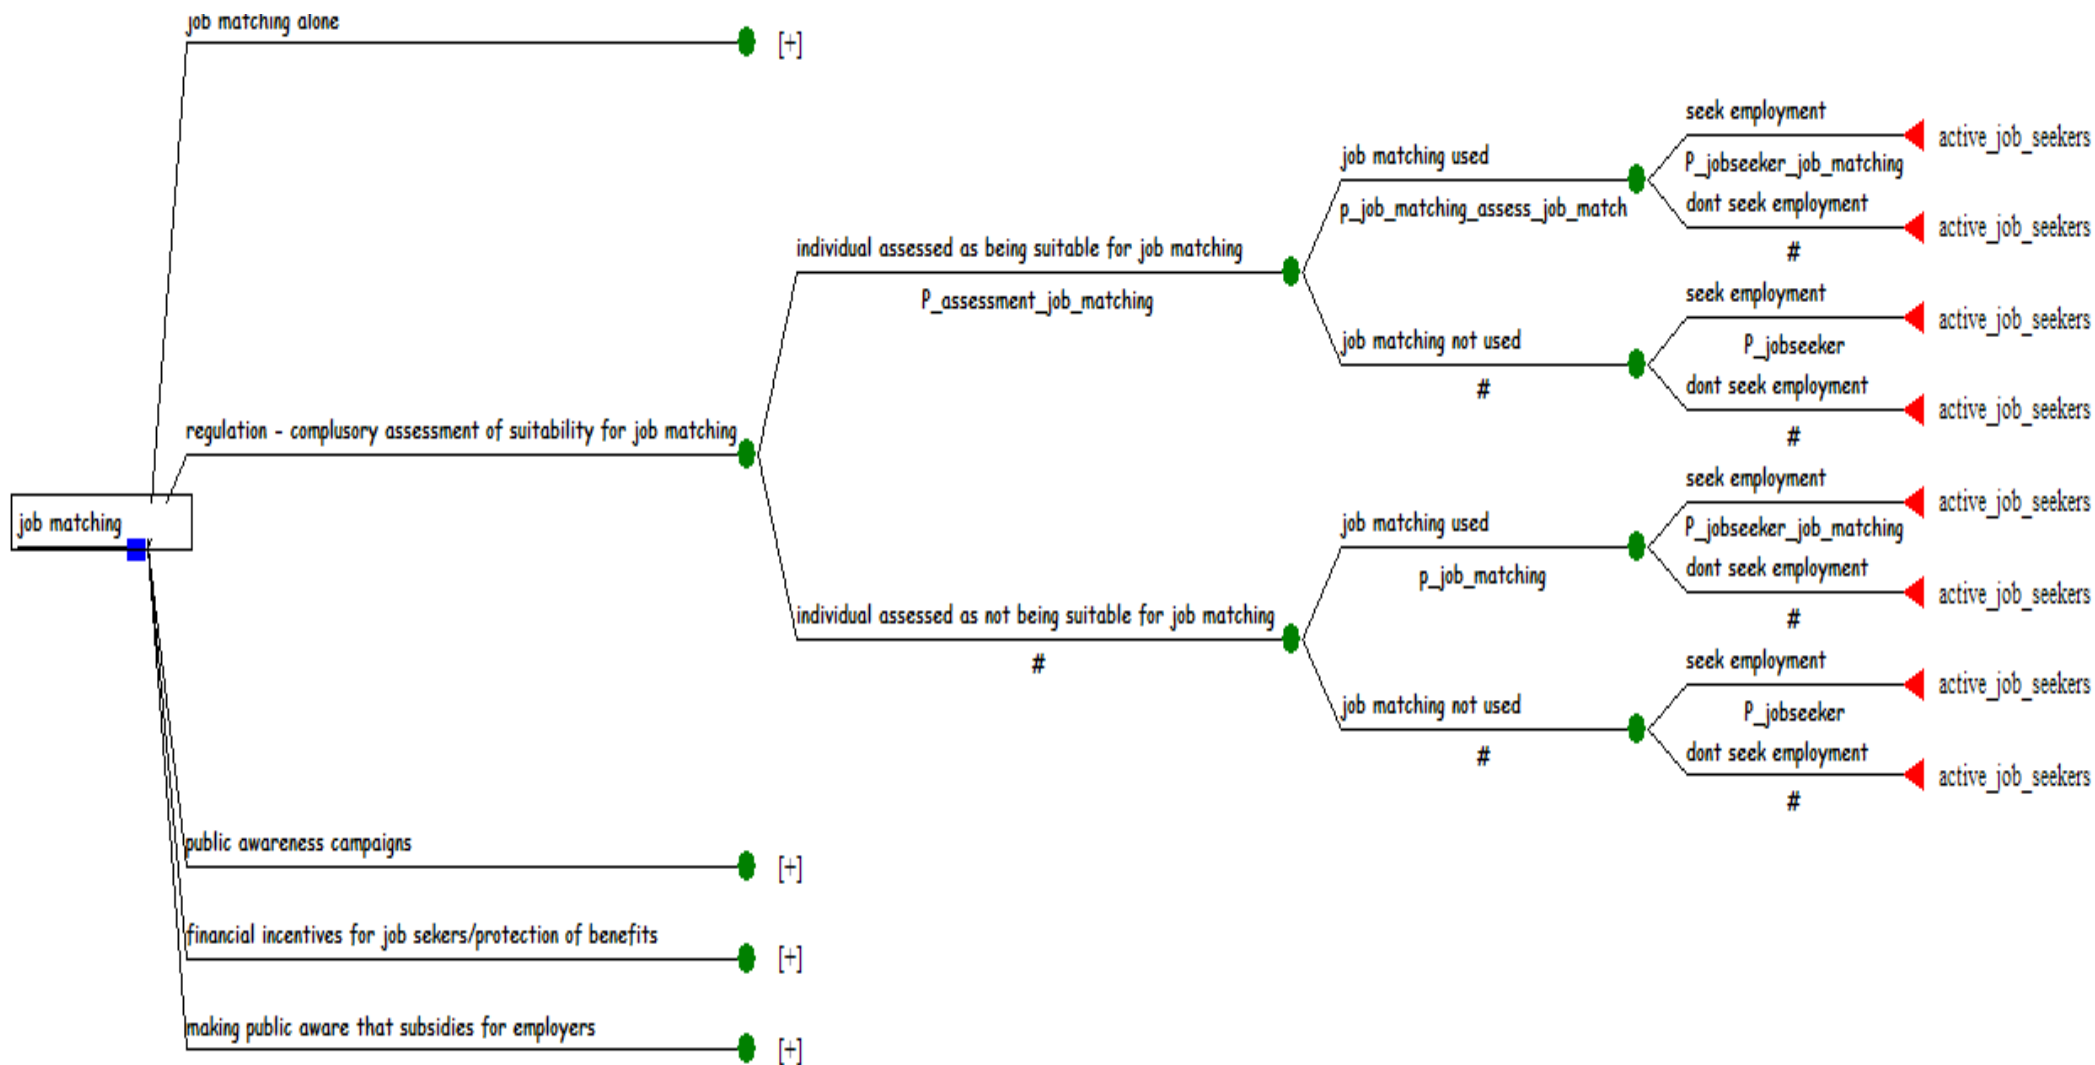 job matching alone
[+]
seek employment
active_job_seekers
job matching used
P_jobseeker_job_matching
p_job_matching_assess_job_match
dont seek employment
active_job_seekers
#
individual assessed as being suitable for job matching
P_assessment_job_matching
seek employment
active_job_seekers
job matching not used
P_jobseeker
#
dont seek employment
active_job_seekers
#
regulation - complusory assessment of suitability for job matching
job matching
seek employment
active_job_seekers
job matching used
P_jobseeker_job_matching
p_job_matching
dont seek employment
active_job_seekers
#
individual assessed as not being suitable for job matching
#
seek employment
active_job_seekers
job matching not used
P_jobseeker
#
dont seek employment
active_job_seekers
#
public awareness campaigns
[+]
financial incentives for job sekers/protection of benefits
[+]
making public aware that subsidies for employers
[+]